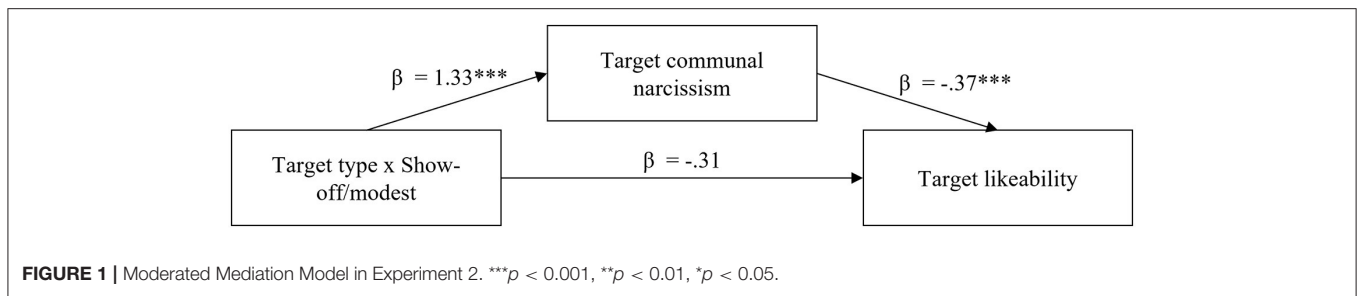 Target communal
narcissism
β = 1.33***
β = -.37***
Target type x Show-
off/modest
β = -.31
Target likeability
FIGURE 1 | Moderated Mediation Model in Experiment 2. ***p < 0.001, **p < 0.01, *p < 0.05.